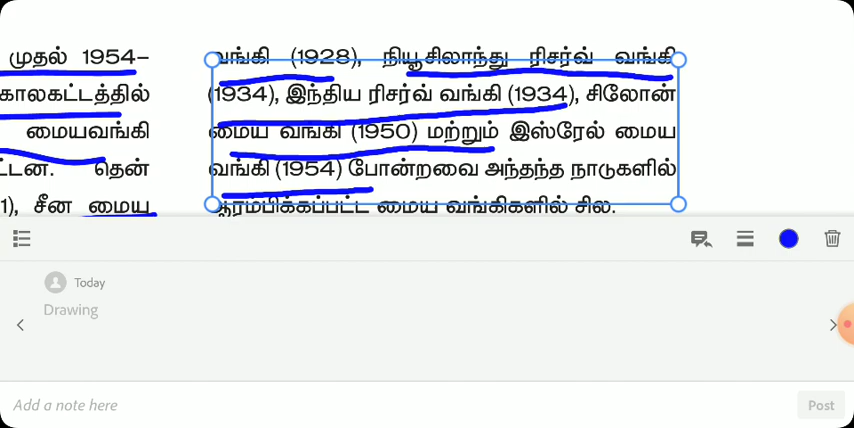 முதல் 1954–
காலகட்டத்தில்
மையவங்கி
ட்டன. தென்
1), சீன மைய
வங்கி (1928), நியூசிலாந்து ரிசர்வ் வங்கி
(1934), இந்திய ரிசர்வ் வங்கி (1934), சிலோன்
மைய வங்கி (1950) மற்றும் இஸ்ரேல் மைய
வங்கி (1954) போன்றவை அந்தந்த நாடுகளில்
ஆரம்பிக்கப்பட்ட மைய வங்கிகளில் சில.
Today
Drawing
Add a note here
Post